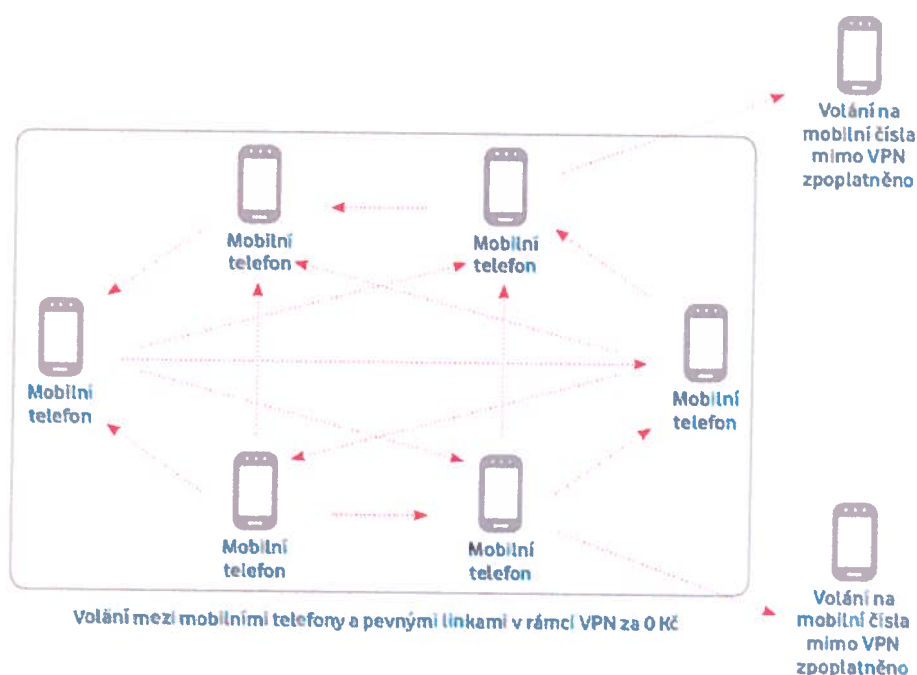 Volání na
mobilní čísla
mimo VPN
zpoplatněno
Mobilní
telefon
Mobilní
telefon
Mobilní
telefon
Mobilní
telefon
Mobilní
telefon
Mobilní
telefon
Volání mezi mobilními telefony a pevnými linkami v rámci VPN za 0 Kč
Volání na
mobilní čísla
mimo VPN
zpoplatněno